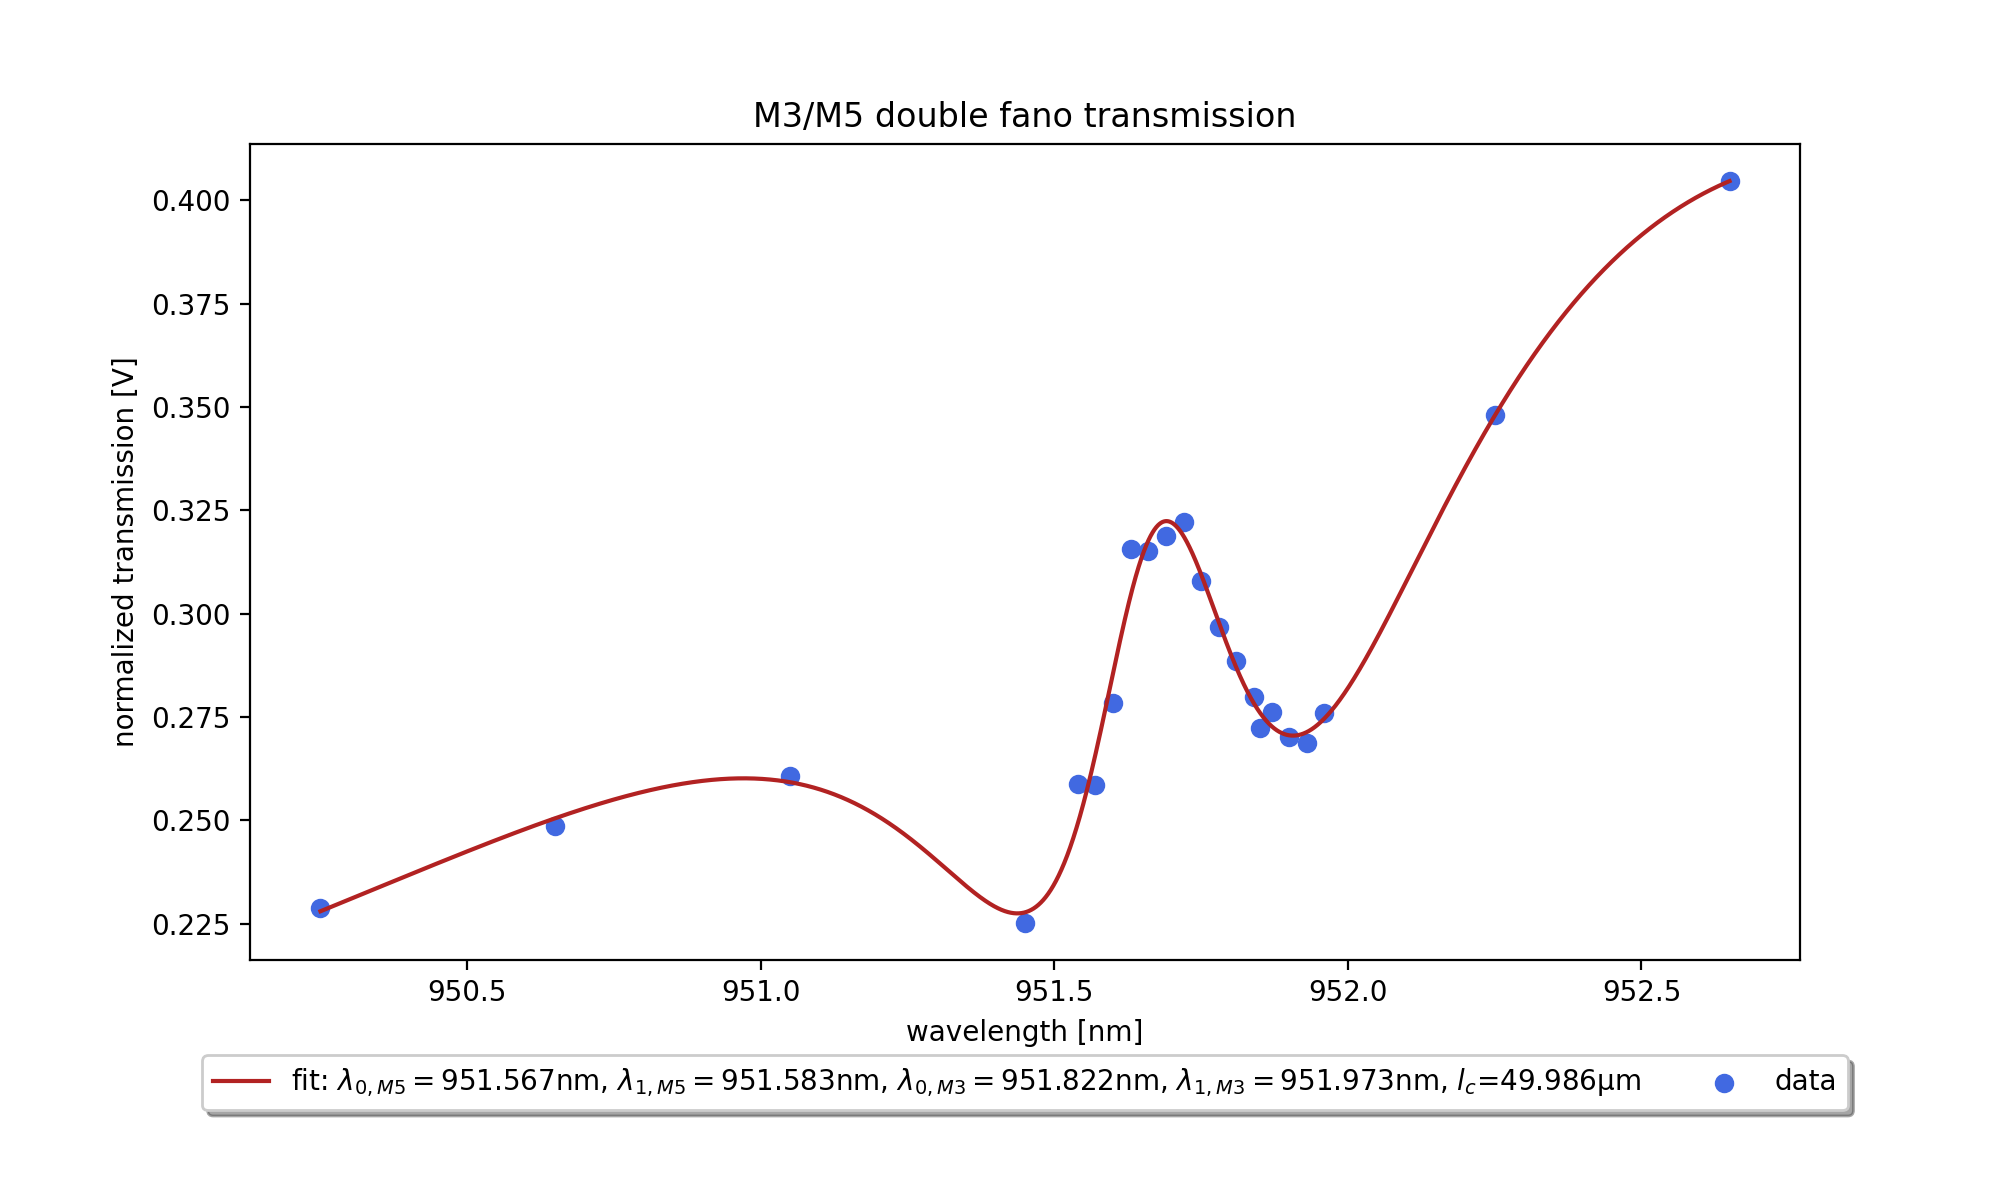 M3/M5 double fano transmission
normalized transmission [V]
0.400
0.375
0.350
0.325
0.300
0.275
0.250
0.225
950.5 951.0 951.5 952.0 952.5
wavelength [nm]
fit: λ₀,M5 = 951.567nm, λ₁,M5 = 951.583nm, λ₀,M3 = 951.822nm, λ₁,M3 = 951.973nm, l_c=49.986μm data